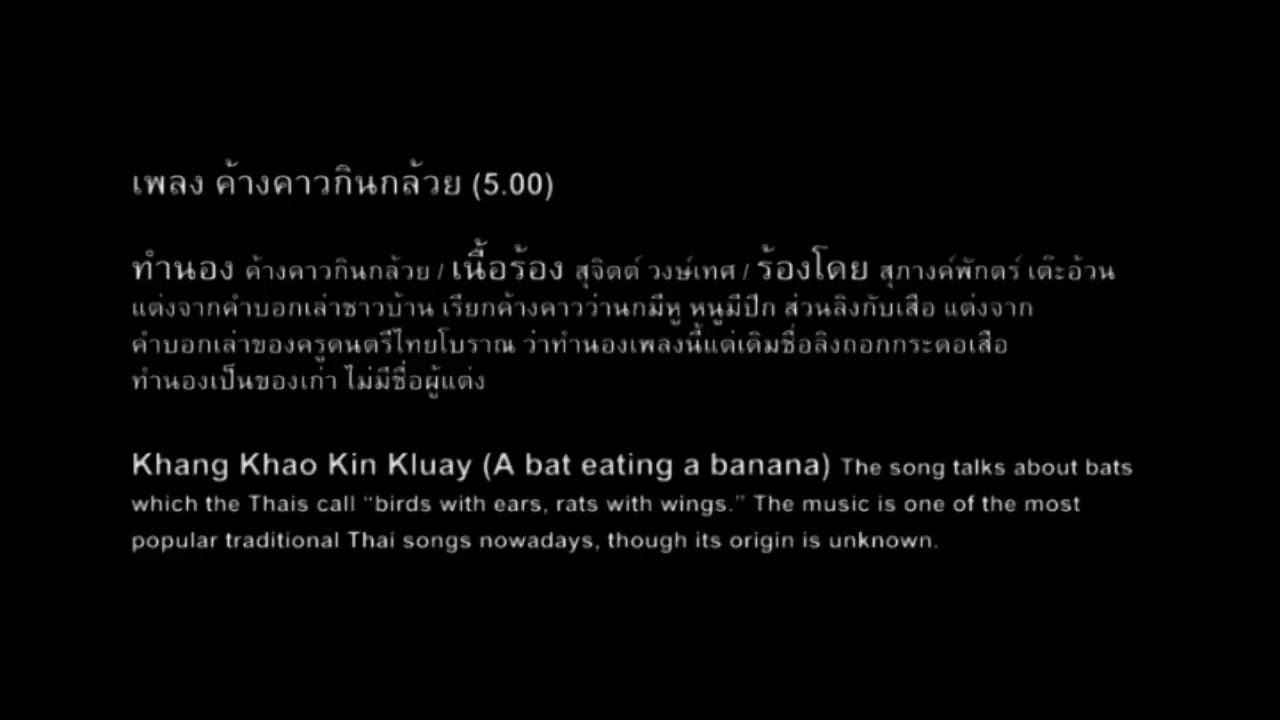 เพลง ค้างคาวกินกล้วย (5.00)
ทำนอง ค้างคาวกินกล้วย / เนื้อร้อง สุจิตต์ วงษ์เทศ / ร้องโดย สุภางค์พักตร์ เต๊ะอ้วน
แต่งจากคำบอกเล่าชาวบ้าน เรียกค้างคาวว่านกมีหู หนูมีปีก ส่วนลิงกับเสือ แต่งจาก
คำบอกเล่าของครูดนตรีไทยโบราณ ว่าทำนองเพลงนี้แต่เดิมชื่อลิงถอกกระดอเสือ
ทำนองเป็นของเก่า ไม่มีชื่อผู้แต่ง
Khang Khao Kin Kluay (A bat eating a banana) The song talks about bats
which the Thais call “birds with ears, rats with wings.” The music is one of the most
popular traditional Thai songs nowadays, though its origin is unknown.